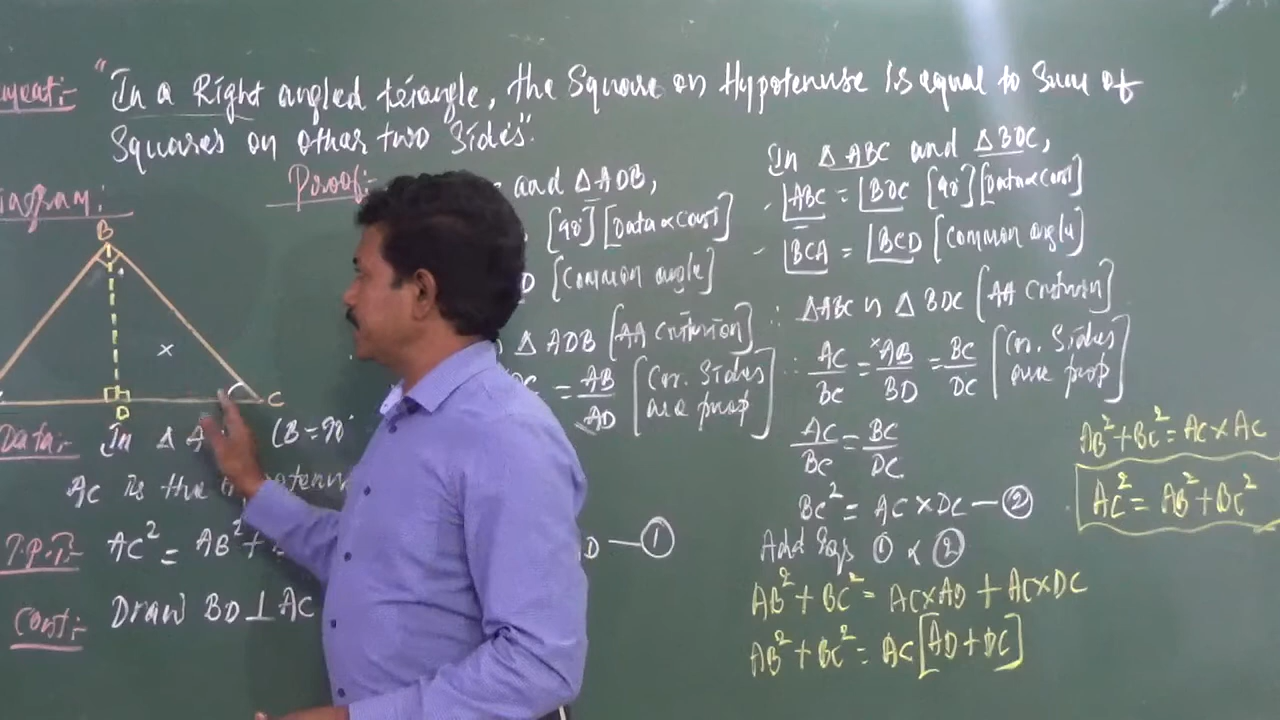 "In a Right angled triangle, the Square on Hypotenuse is equal to Sum of
Squares on other two Sides".
Diagram:-
B
D
C
Data:- In Δ A (B=90°
AC is the
T.P.T:- AC² = AB² +
Const:- Draw BD⊥AC
Proof:- and ΔADB,
[90°] [Data & Const]
D [Common angle]
Δ ADB [AA Criterion]
= AB/AD [Corr. Sides are prop]
D —①
In ΔABC and ΔBDC,
∠ABC = ∠BDC [90°] [Data & Const]
∠BCA = ∠BCD [Common angle]
∴ ΔABC ~ ΔBDC [AA Criterion]
∴ AC/BC = ˣAB/BD = BC/DC [Corr. Sides are prop]
AC/BC = BC/DC
BC² = AC×DC —②
Add Eqs ① & ②
AB² + BC² = AC×AD + AC×DC
AB² + BC² = AC[AD+DC]
AB²+BC² = AC×AC
AC² = AB²+BC²